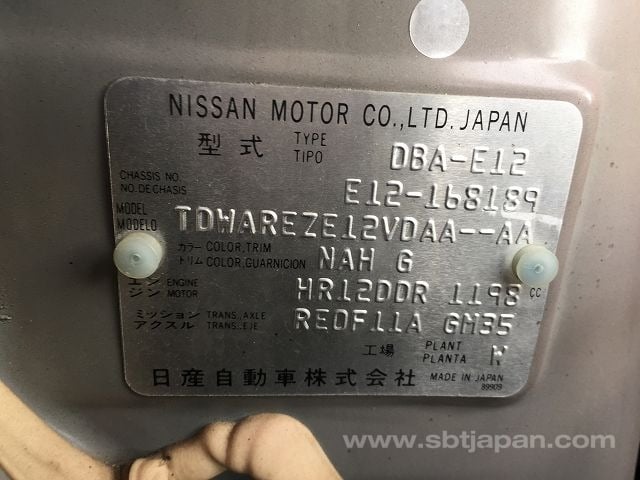 NISSAN MOTOR CO.,LTD. JAPAN
型式 TYPE TIPO DBA-E12
CHASSIS NO. NO. DE CHASIS E12-168189
MODEL MODELO TDWAREZE12VDAA--AA
カラー COLOR, TRIM
トリム COLOR, GUARNICION NAH G
エン ENGINE
ジン MOTOR HR12DDR 1198 CC
ミッション TRANS., AXLE
アクスル TRANS., EJE RE0F11A GM35
工場 PLANT PLANTA W
日産自動車株式会社 MADE IN JAPAN
89909
www.sbtjapan.com